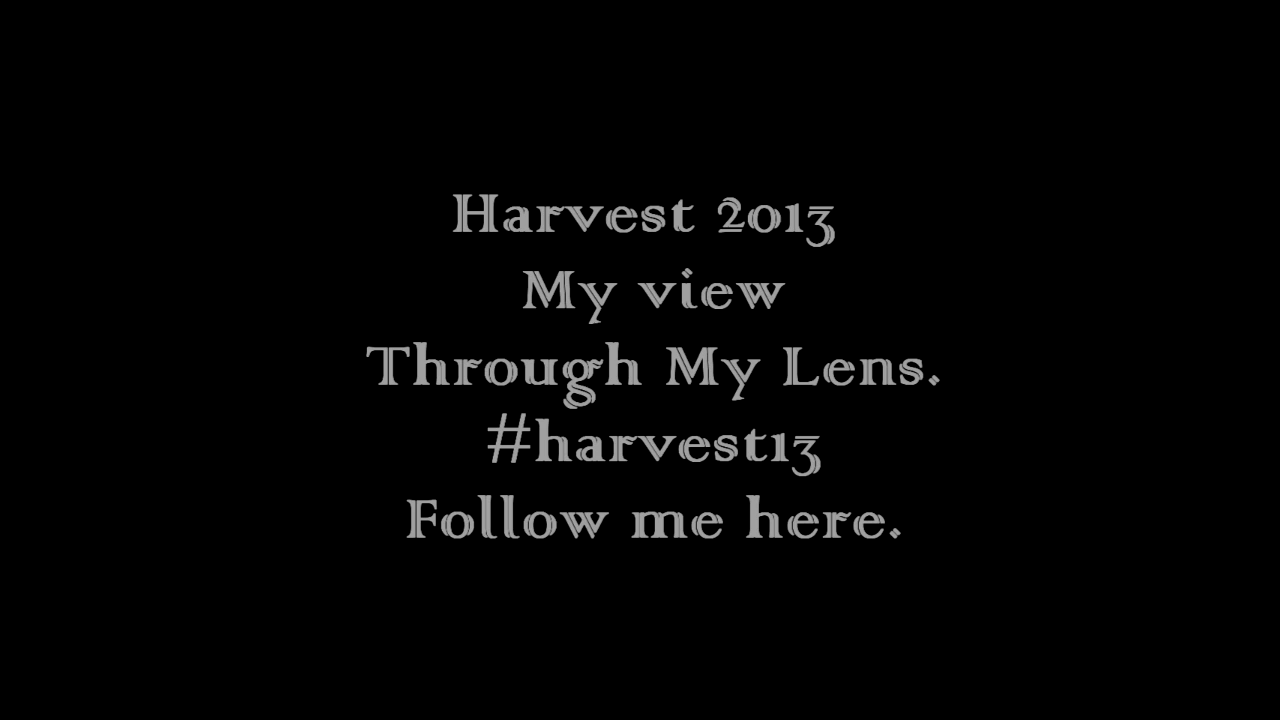 Harvest 2013
My view
Through My Lens.
#harvest13
Follow me here.